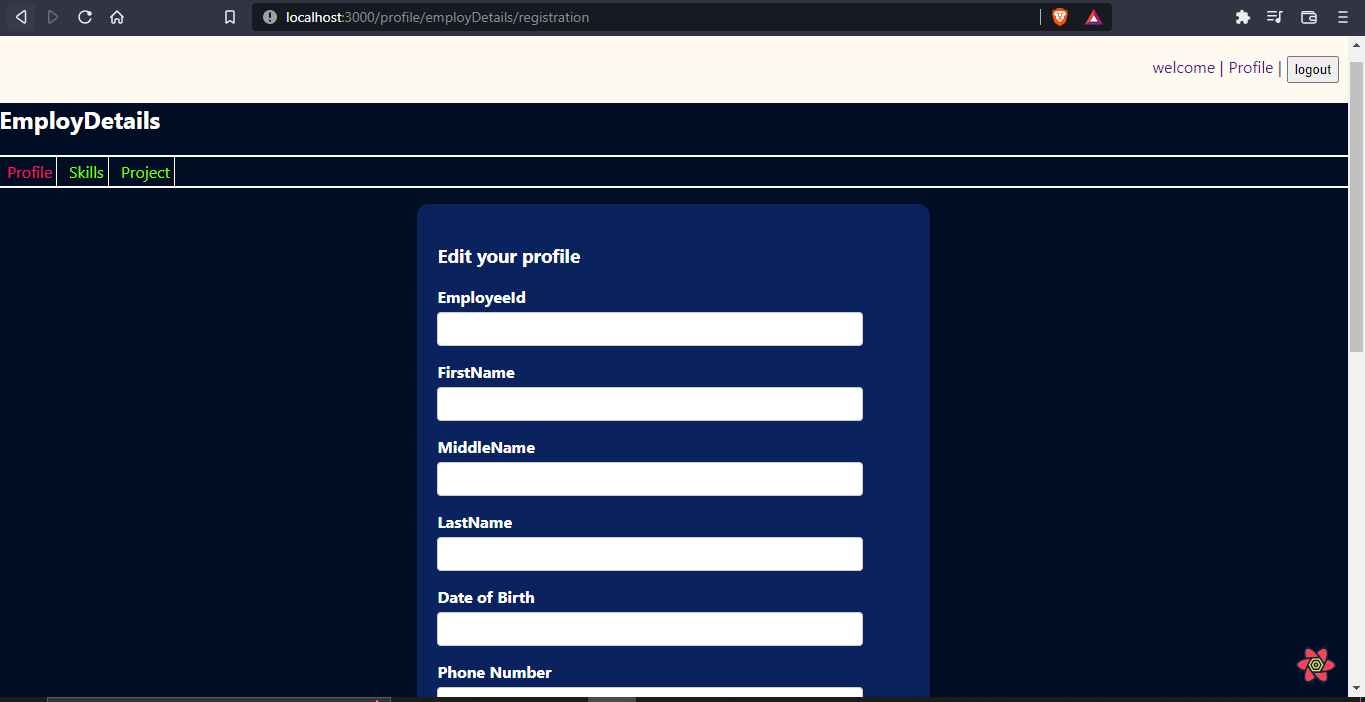 localhost:3000/profile/employDetails/registration
welcome | Profile | logout
EmployDetails
Profile Skills Project
Edit your profile
EmployeeId
FirstName
MiddleName
LastName
Date of Birth
Phone Number